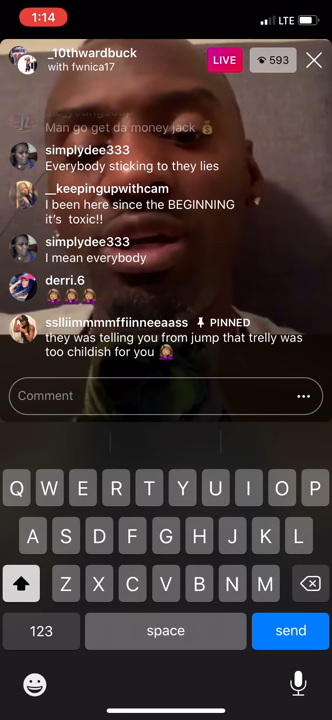 1:14
LTE
_10thwardbuck
with fwnica17
LIVE
593
Man go get da money jack 💰
simplydee333
Everybody sticking to they lies
__keepingupwithcam
I been here since the BEGINNING
it's toxic!!
simplydee333
I mean everybody
derri.6
🤦🏽‍♀️🤦🏽‍♀️🤦🏽‍♀️
sslliimmmmffiinneeaass 📌 PINNED
they was telling you from jump that trelly was
too childish for you 🤦🏽‍♀️
Comment
Q W E R T Y U I O P
A S D F G H J K L
Z X C V B N M
123 space send